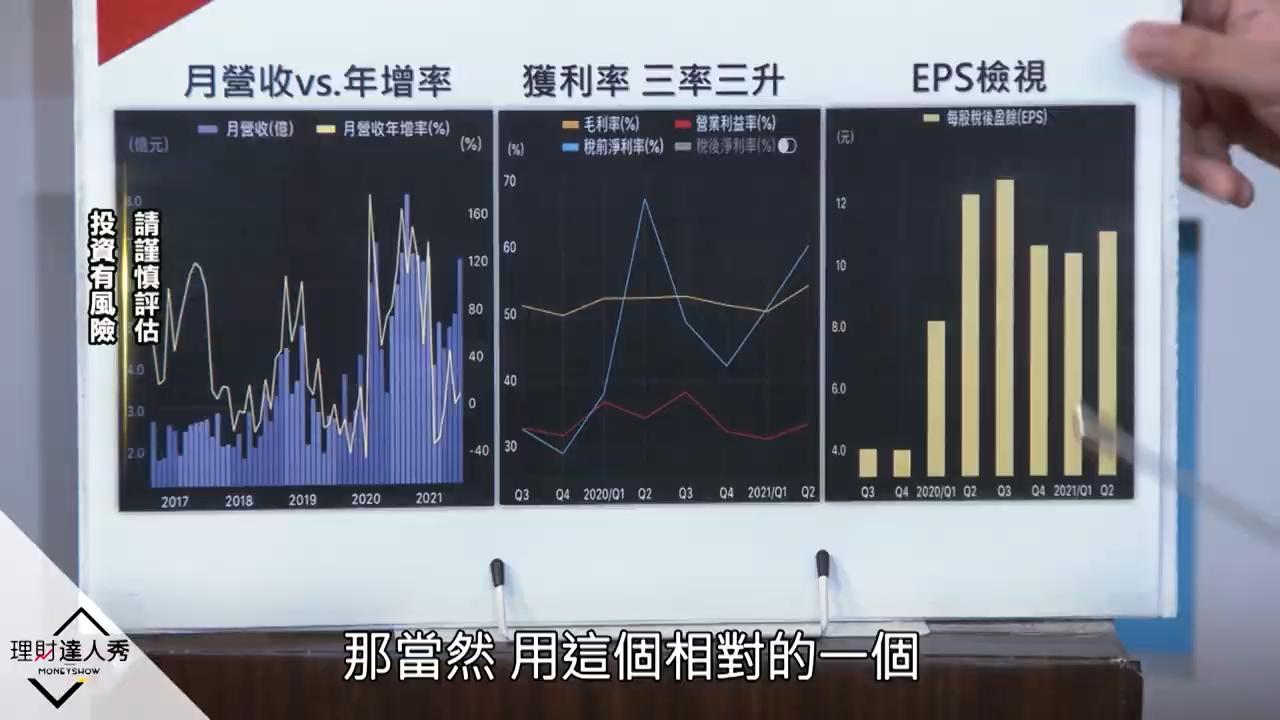 月營收vs.年增率
獲利率 三率三升
EPS檢視
月營收(億)
月營收年增率(%)
(億元)
(%)
8.0
4.0
3.0
2.0
160
120
80
40
0
-40
2017 2018 2019 2020 2021
毛利率(%)
營業利益率(%)
稅前淨利率(%)
稅後淨利率(%)
(%)
70
60
50
40
30
Q3 Q4 2020/Q1 Q2 Q3 Q4 2021/Q1 Q2
每股稅後盈餘(EPS)
(元)
12
10
8.0
6.0
4.0
Q3 Q4 2020/Q1 Q2 Q3 Q4 2021/Q1 Q2
請謹慎評估
投資有風險
理財達人秀
MONEYSHOW
那當然 用這個相對的一個